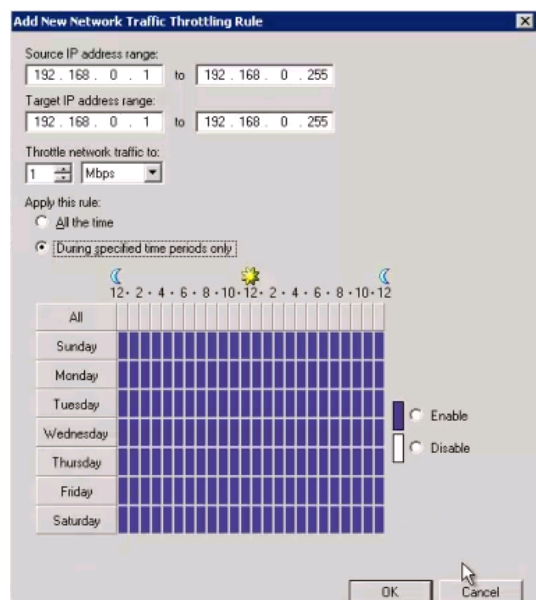 Add New Network Traffic Throttling Rule
Source IP address range:
192 . 168 . 0 . 1 to 192 . 168 . 0 . 255
Target IP address range:
192 . 168 . 0 . 1 to 192 . 168 . 0 . 255
Throttle network traffic to:
1 Mbps
Apply this rule:
All the time
During specified time periods only
12 · 2 · 4 · 6 · 8 · 10 · 12 · 2 · 4 · 6 · 8 · 10 · 12
All
Sunday
Monday
Tuesday
Wednesday
Thursday
Friday
Saturday
Enable
Disable
OK Cancel